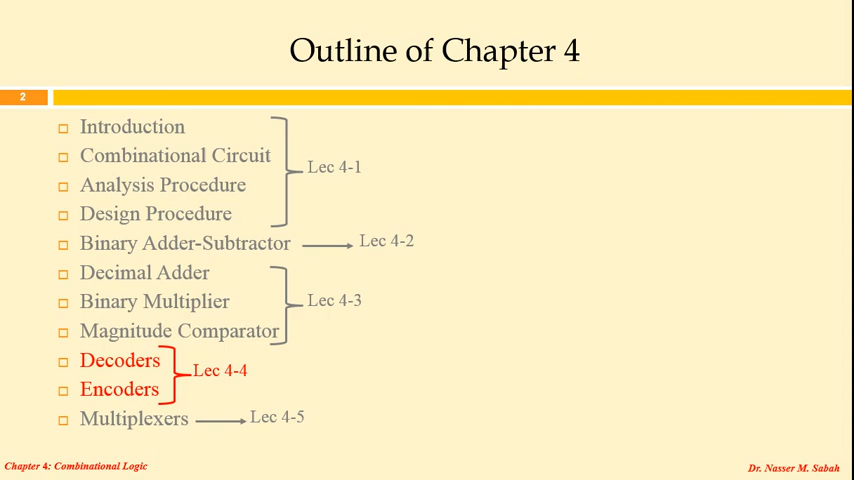 Outline of Chapter 4
2
Introduction
Combinational Circuit
Analysis Procedure
Design Procedure
Lec 4-1
Binary Adder-Subtractor
Lec 4-2
Decimal Adder
Binary Multiplier
Magnitude Comparator
Lec 4-3
Decoders
Encoders
Lec 4-4
Multiplexers
Lec 4-5
Chapter 4: Combinational Logic
Dr. Nasser M. Sabah